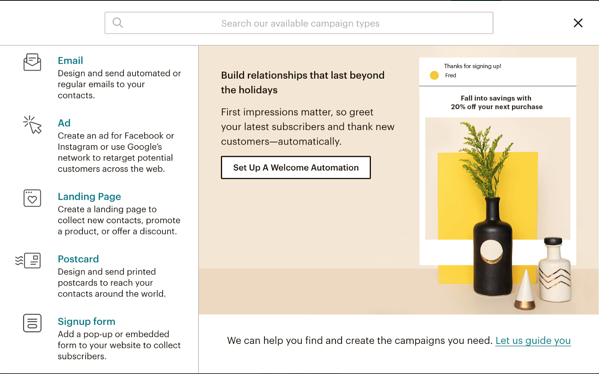 Search our available campaign types
Email
Design and send automated or
regular emails to your
contacts.
Ad
Create an ad for Facebook or
Instagram or use Google's
network to retarget potential
customers across the web.
Landing Page
Create a landing page to
collect new contacts, promote
a product, or offer a discount.
Postcard
Design and send printed
postcards to reach your
contacts around the world.
Signup form
Add a pop-up or embedded
form to your website to collect
subscribers.
Build relationships that last beyond
the holidays
First impressions matter, so greet
your latest subscribers and thank new
customers—automatically.
Set Up A Welcome Automation
Thanks for signing up!
Fred
Fall into savings with
20% off your next purchase
We can help you find and create the campaigns you need. Let us guide you